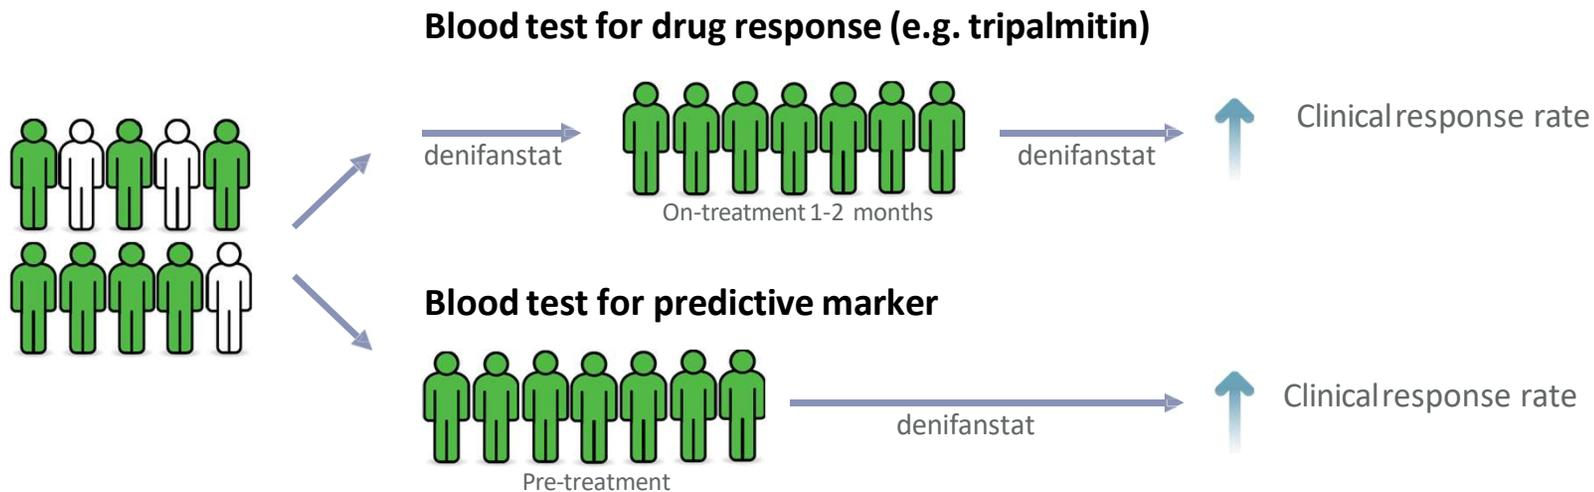 Blood test for drug response (e.g. tripalmitin)
denifanstat
denifanstat
Clinical response rate
On-treatment 1-2 months
Blood test for predictive marker
denifanstat
Clinical response rate
Pre-treatment